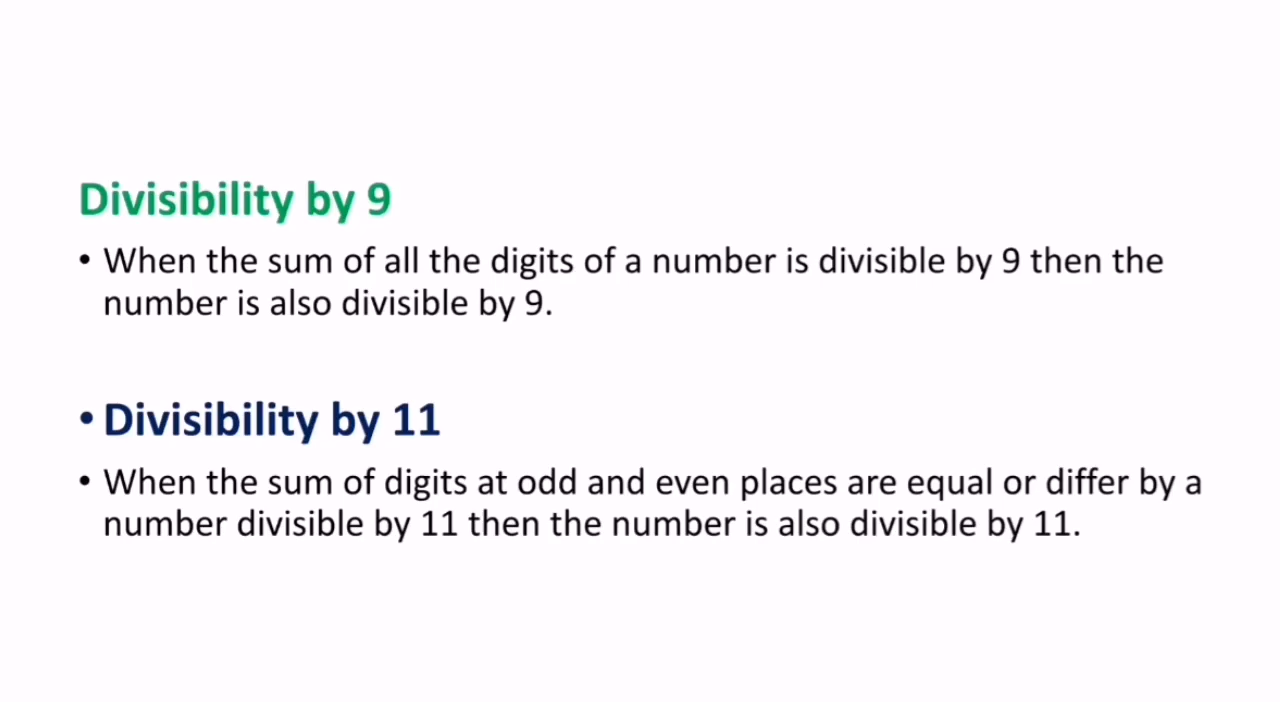 Divisibility by 9
• When the sum of all the digits of a number is divisible by 9 then the
number is also divisible by 9.
• Divisibility by 11
• When the sum of digits at odd and even places are equal or differ by a
number divisible by 11 then the number is also divisible by 11.